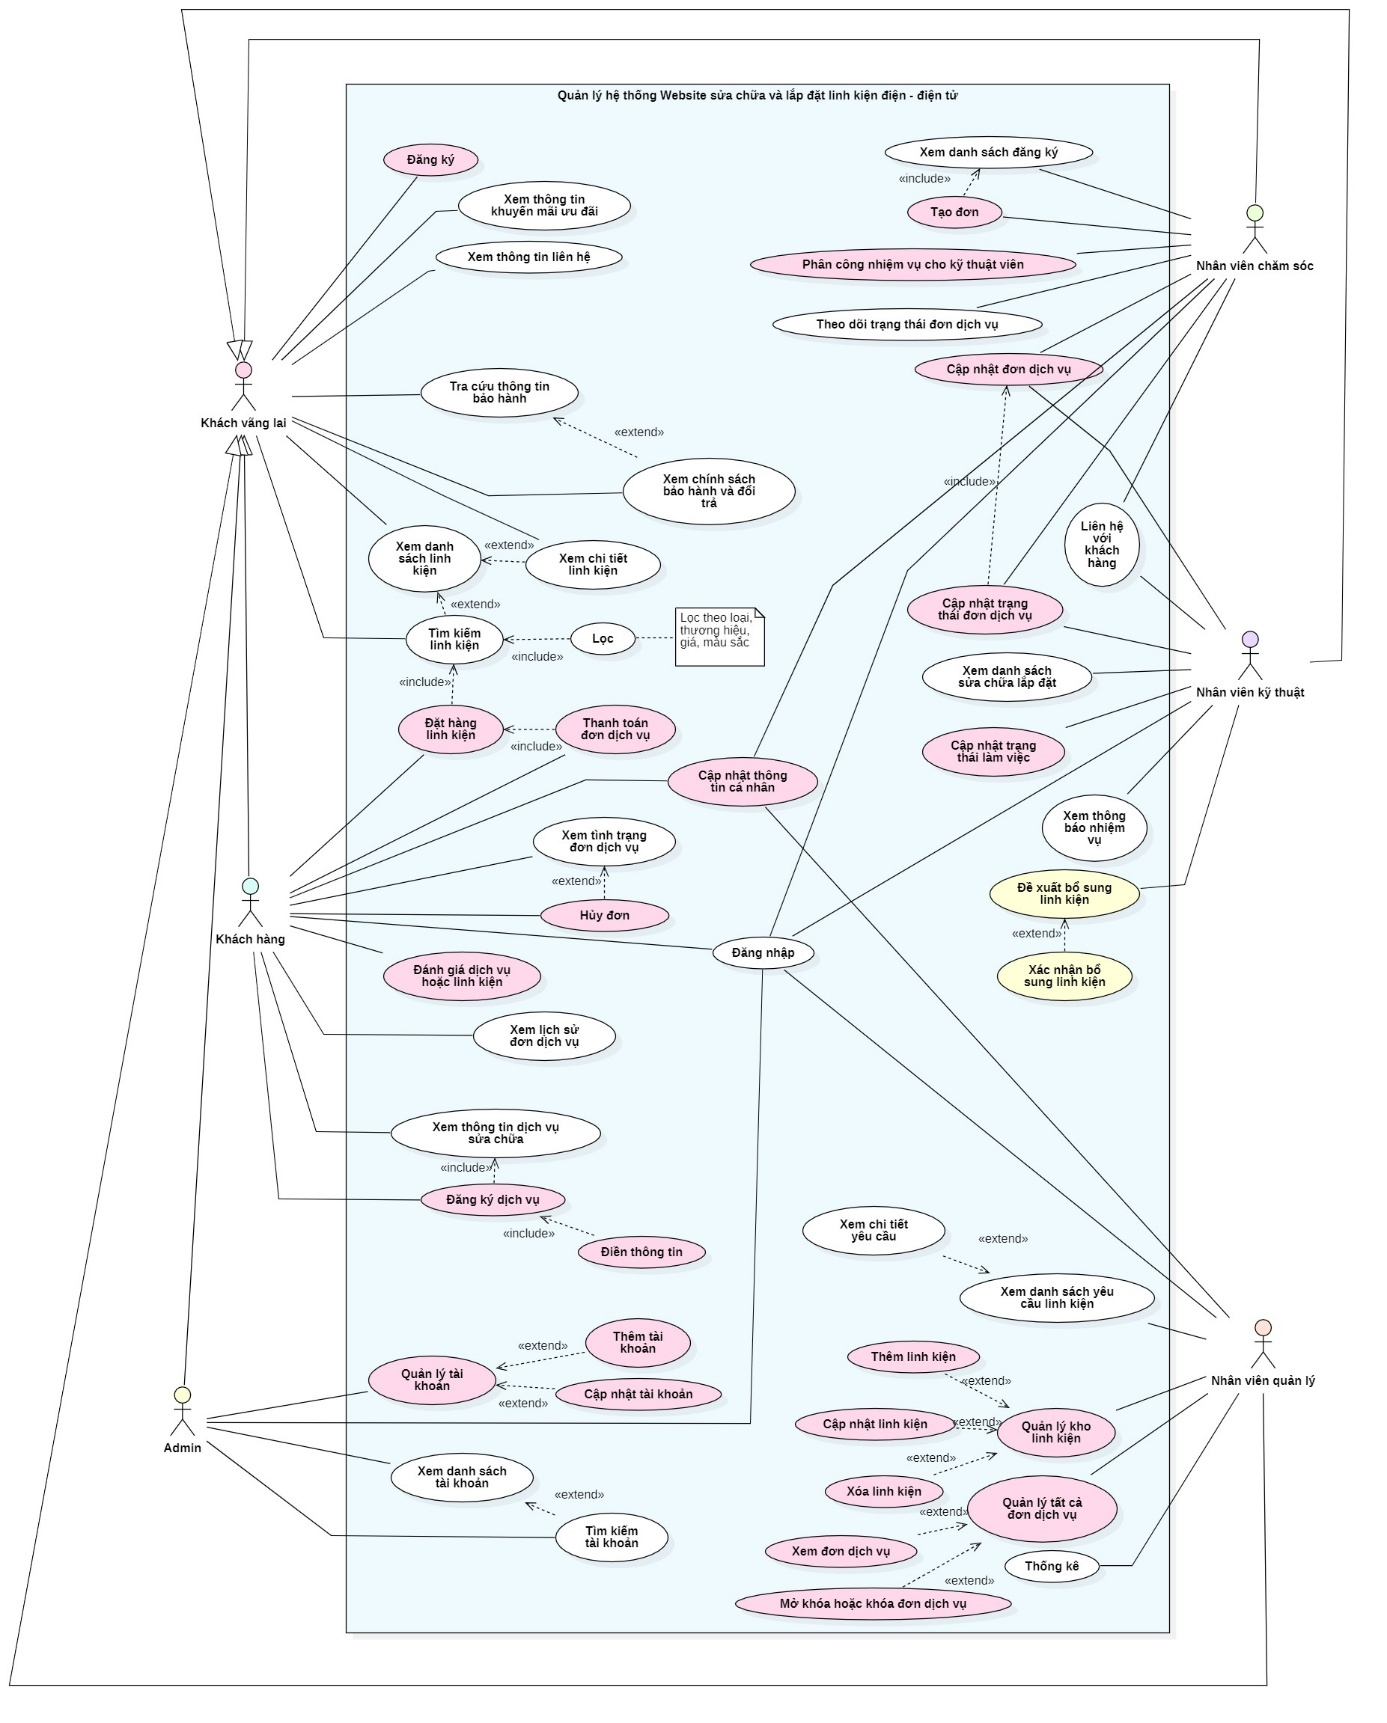 Quản lý hệ thống Website sửa chữa và lắp đặt linh kiện điện - điện tử
Đăng ký
Xem thông tin
khuyến mãi ưu đãi
Xem thông tin liên hệ
Xem danh sách đăng ký
«include»
Tạo đơn
Phân công nhiệm vụ cho kỹ thuật viên
Theo dõi trạng thái đơn dịch vụ
Cập nhật đơn dịch vụ
Nhân viên chăm sóc
Khách vãng lai
Tra cứu thông tin
bảo hành
«extend»
Xem chính sách
bảo hành và đổi
trả
Xem danh
sách linh
kiện
«extend»
Xem chi tiết
linh kiện
«extend»
Tìm kiếm
linh kiện
«include»
Lọc
Lọc theo loại,
thương hiệu,
giá, màu sắc
«include»
Đặt hàng
linh kiện
«include»
Thanh toán
đơn dịch vụ
«include»
Liên hệ
với
khách
hàng
Cập nhật trạng
thái đơn dịch vụ
Xem danh sách
sửa chữa lắp đặt
Cập nhật trạng
thái làm việc
Nhân viên kỹ thuật
Cập nhật thông
tin cá nhân
Xem thông
báo nhiệm
vụ
Xem tình trạng
đơn dịch vụ
«extend»
Hủy đơn
Đề xuất bổ sung
linh kiện
«extend»
Xác nhận bổ
sung linh kiện
Khách hàng
Đăng nhập
Đánh giá dịch vụ
hoặc linh kiện
Xem lịch sử
đơn dịch vụ
Xem thông tin dịch vụ
sửa chữa
«include»
Đăng ký dịch vụ
«include»
Điền thông tin
Xem chi tiết
yêu cầu
«extend»
Xem danh sách yêu
cầu linh kiện
Thêm tài
khoản
«extend»
Quản lý tài
khoản
«extend»
Cập nhật tài khoản
Thêm linh kiện
«extend»
Nhân viên quản lý
Cập nhật linh kiện
«extend»
Quản lý kho
linh kiện
Admin
«extend»
Xem danh sách
tài khoản
«extend»
Xóa linh kiện
«extend»
Quản lý tất cả
đơn dịch vụ
Tìm kiếm
tài khoản
Xem đơn dịch vụ
Thống kê
«extend»
Mở khóa hoặc khóa đơn dịch vụ